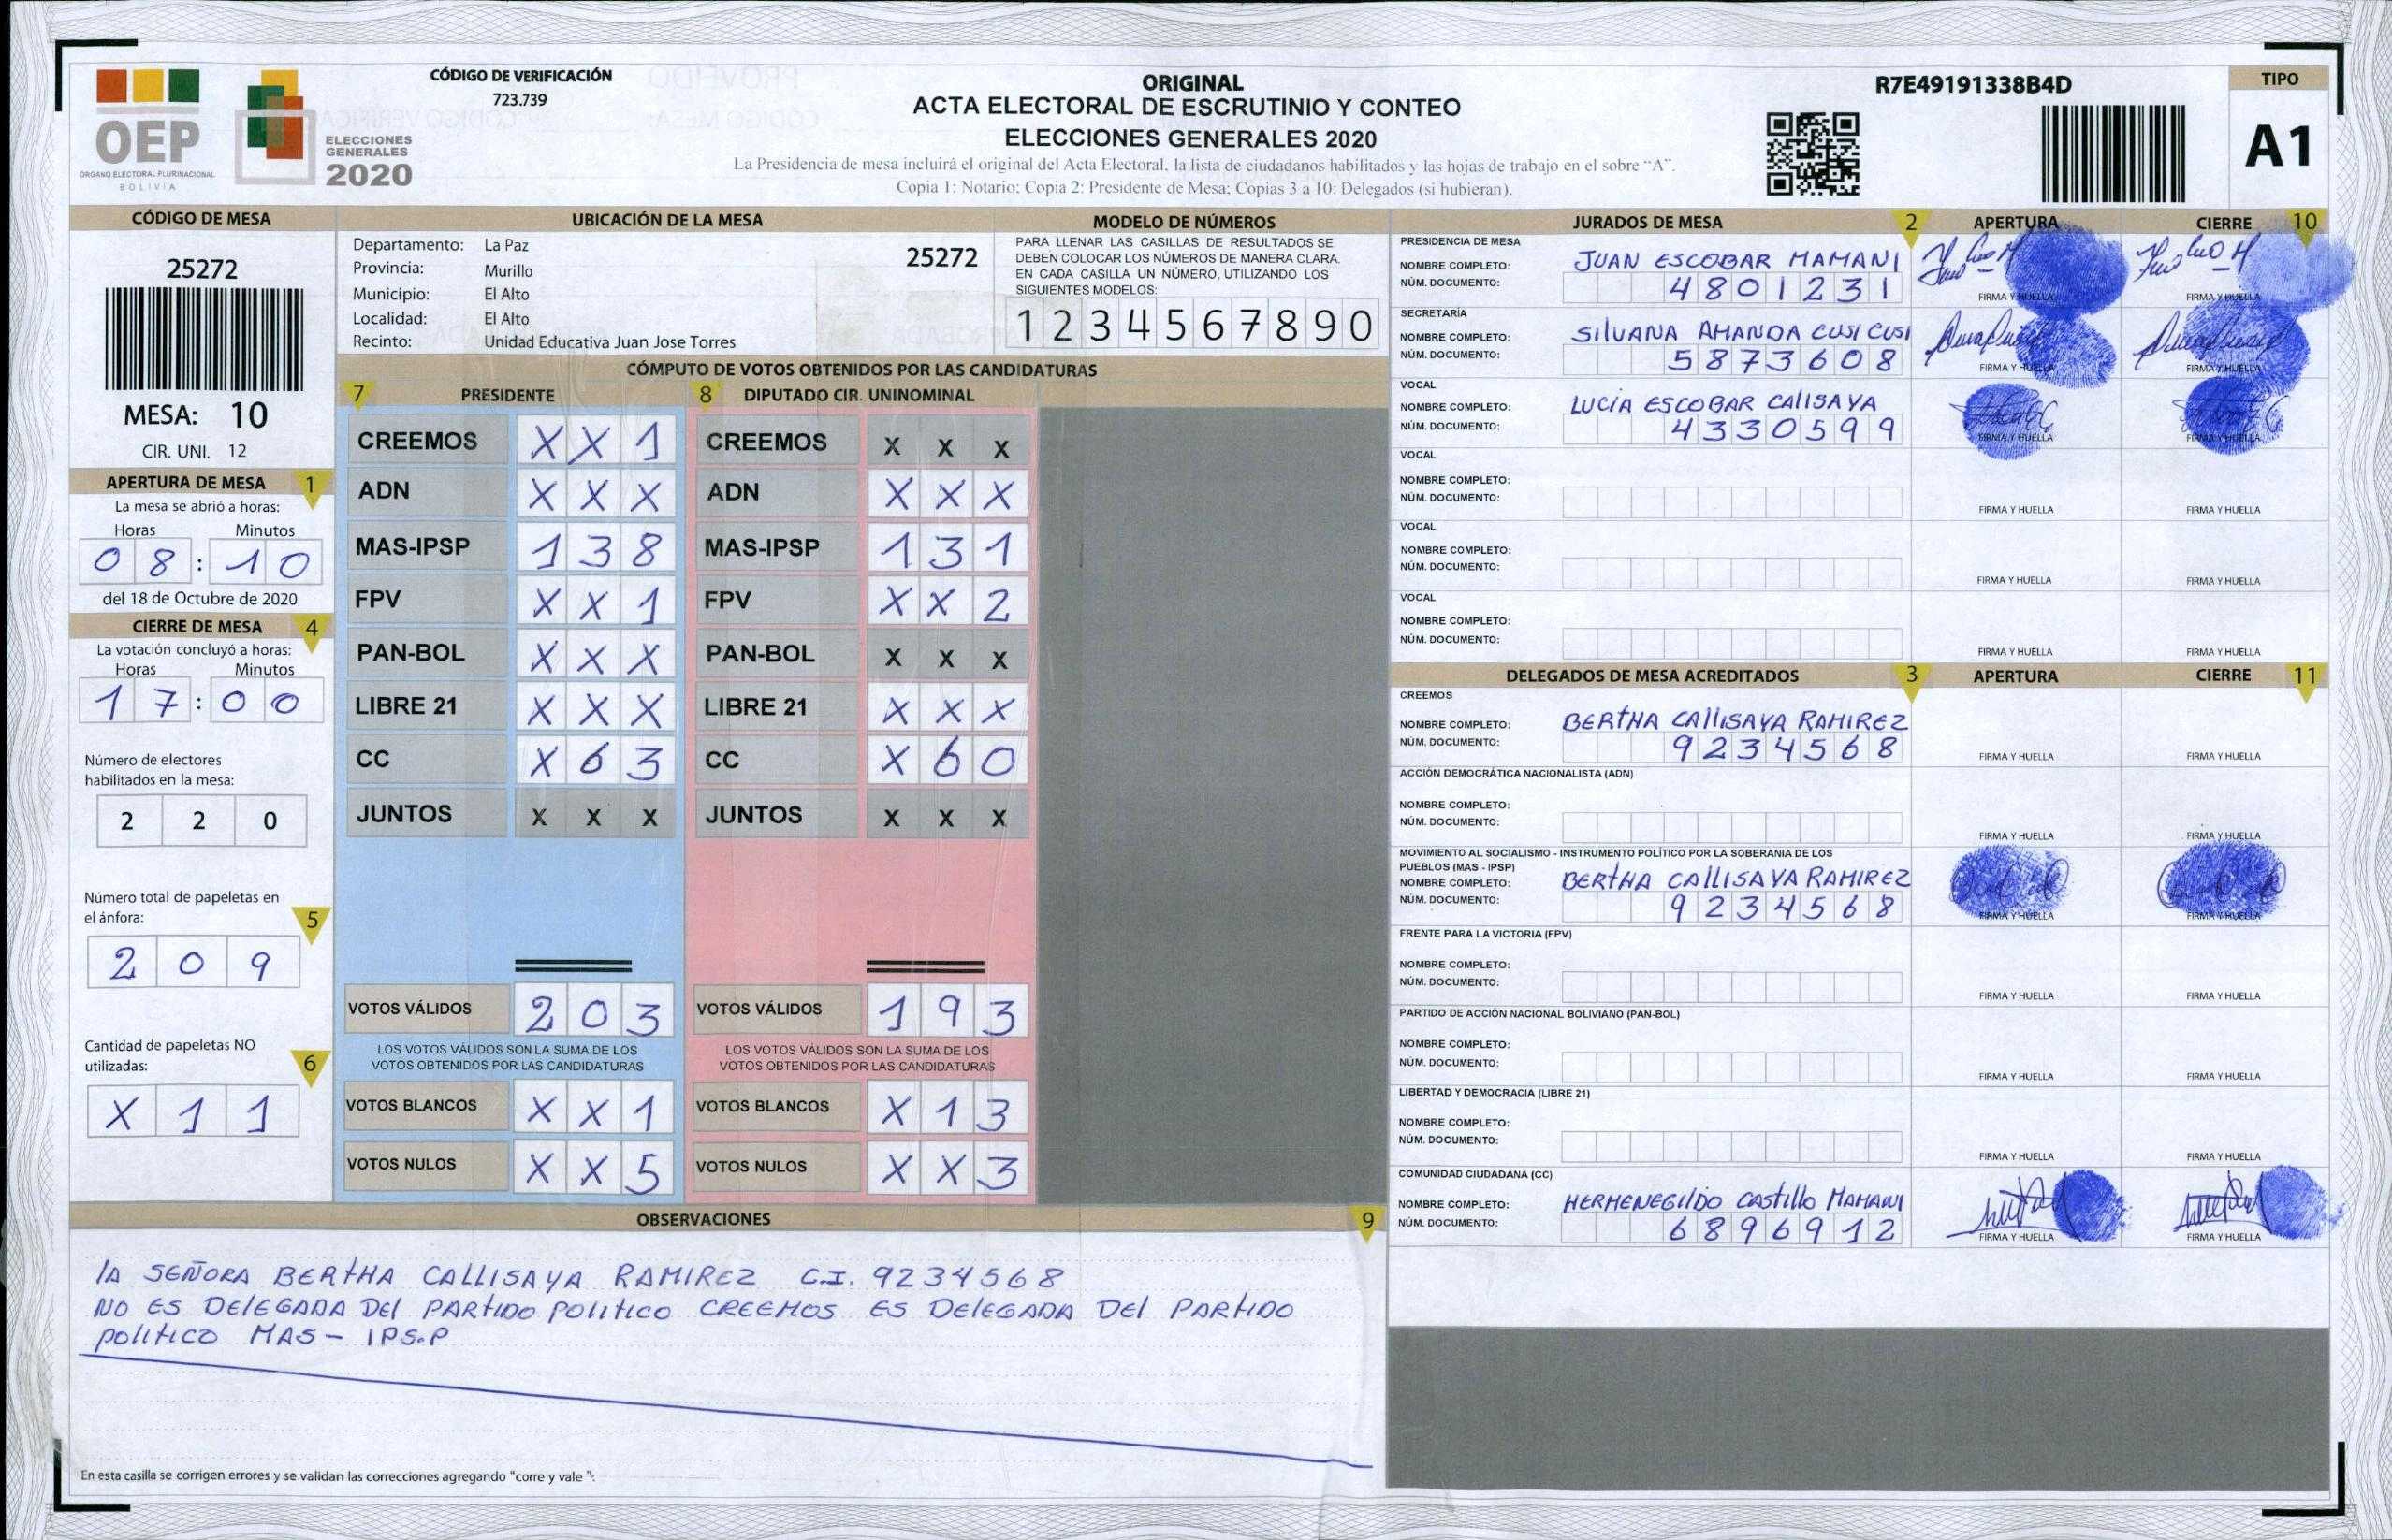 OEP
ÓRGANO ELECTORAL PLURINACIONAL
BOLIVIA
ELECCIONES
GENERALES
2020
CÓDIGO DE VERIFICACIÓN
723.739
ORIGINAL
ACTA ELECTORAL DE ESCRUTINIO Y CONTEO
ELECCIONES GENERALES 2020
La Presidencia de mesa incluirá el original del Acta Electoral, la lista de ciudadanos habilitados y las hojas de trabajo en el sobre “A”.
Copia 1: Notario; Copia 2: Presidente de Mesa; Copias 3 a 10: Delegados (si hubieran).
R7E49191338B4D
TIPO
A1
CÓDIGO DE MESA
25272
MESA: 10
CIR. UNI. 12
APERTURA DE MESA 1
La mesa se abrió a horas:
Horas Minutos
0 8 : 1 0
del 18 de Octubre de 2020
CIERRE DE MESA 4
La votación concluyó a horas:
Horas Minutos
1 7 : 0 0
Número de electores
habilitados en la mesa:
2 2 0
Número total de papeletas en
el ánfora: 5
2 0 9
Cantidad de papeletas NO
utilizadas: 6
X 1 1
UBICACIÓN DE LA MESA
Departamento: La Paz
25272
Provincia: Murillo
Municipio: El Alto
Localidad: El Alto
Recinto: Unidad Educativa Juan Jose Torres
MODELO DE NÚMEROS
PARA LLENAR LAS CASILLAS DE RESULTADOS SE
DEBEN COLOCAR LOS NÚMEROS DE MANERA CLARA.
EN CADA CASILLA UN NÚMERO, UTILIZANDO LOS
SIGUIENTES MODELOS:
1 2 3 4 5 6 7 8 9 0
CÓMPUTO DE VOTOS OBTENIDOS POR LAS CANDIDATURAS
7 PRESIDENTE
CREEMOS X X 1
ADN X X X
MAS-IPSP 1 3 8
FPV X X 1
PAN-BOL X X X
LIBRE 21 X X X
CC X 6 3
JUNTOS X X X
VOTOS VÁLIDOS 2 0 3
LOS VOTOS VÁLIDOS SON LA SUMA DE LOS
VOTOS OBTENIDOS POR LAS CANDIDATURAS
VOTOS BLANCOS X X 1
VOTOS NULOS X X 5
8 DIPUTADO CIR. UNINOMINAL
CREEMOS X X X
ADN X X X
MAS-IPSP 1 3 1
FPV X X 2
PAN-BOL X X X
LIBRE 21 X X X
CC X 6 0
JUNTOS X X X
VOTOS VÁLIDOS 1 9 3
LOS VOTOS VÁLIDOS SON LA SUMA DE LOS
VOTOS OBTENIDOS POR LAS CANDIDATURAS
VOTOS BLANCOS X 1 3
VOTOS NULOS X X 3
OBSERVACIONES 9
LA SEÑORA BERTHA CALLISAYA RAMIREZ C.I. 9234568
NO ES DELEGADA DEL PARTIDO POLITICO CREEMOS ES DELEGADA DEL PARTIDO
POLITICO MAS - IPS.P
En esta casilla se corrigen errores y se validan las correcciones agregando "corre y vale ":
JURADOS DE MESA 2 APERTURA CIERRE 10
PRESIDENCIA DE MESA
NOMBRE COMPLETO: JUAN ESCOBAR MAMANI
NÚM. DOCUMENTO: 4801231
FIRMA Y HUELLA FIRMA Y HUELLA
SECRETARÍA
NOMBRE COMPLETO: SILVANA AMANDA CUSI CUSI
NÚM. DOCUMENTO: 5873608
FIRMA Y HUELLA FIRMA Y HUELLA
VOCAL
NOMBRE COMPLETO: LUCIA ESCOBAR CALISAYA
NÚM. DOCUMENTO: 4330599
FIRMA Y HUELLA FIRMA Y HUELLA
VOCAL
NOMBRE COMPLETO:
NÚM. DOCUMENTO:
FIRMA Y HUELLA FIRMA Y HUELLA
VOCAL
NOMBRE COMPLETO:
NÚM. DOCUMENTO:
FIRMA Y HUELLA FIRMA Y HUELLA
VOCAL
NOMBRE COMPLETO:
NÚM. DOCUMENTO:
FIRMA Y HUELLA FIRMA Y HUELLA
DELEGADOS DE MESA ACREDITADOS 3 APERTURA CIERRE 11
CREEMOS
NOMBRE COMPLETO: BERTHA CALLISAYA RAMIREZ
NÚM. DOCUMENTO: 9234568
FIRMA Y HUELLA FIRMA Y HUELLA
ACCIÓN DEMOCRÁTICA NACIONALISTA (ADN)
NOMBRE COMPLETO:
NÚM. DOCUMENTO:
FIRMA Y HUELLA FIRMA Y HUELLA
MOVIMIENTO AL SOCIALISMO - INSTRUMENTO POLÍTICO POR LA SOBERANIA DE LOS
PUEBLOS (MAS - IPSP)
NOMBRE COMPLETO: BERTHA CALLISAYA RAMIREZ
NÚM. DOCUMENTO: 9234568
FIRMA Y HUELLA FIRMA Y HUELLA
FRENTE PARA LA VICTORIA (FPV)
NOMBRE COMPLETO:
NÚM. DOCUMENTO:
FIRMA Y HUELLA FIRMA Y HUELLA
PARTIDO DE ACCIÓN NACIONAL BOLIVIANO (PAN-BOL)
NOMBRE COMPLETO:
NÚM. DOCUMENTO:
FIRMA Y HUELLA FIRMA Y HUELLA
LIBERTAD Y DEMOCRACIA (LIBRE 21)
NOMBRE COMPLETO:
NÚM. DOCUMENTO:
FIRMA Y HUELLA FIRMA Y HUELLA
COMUNIDAD CIUDADANA (CC)
NOMBRE COMPLETO: HERMENEGILDO CASTILLO MAMANI
NÚM. DOCUMENTO: 6896912
FIRMA Y HUELLA FIRMA Y HUELLA